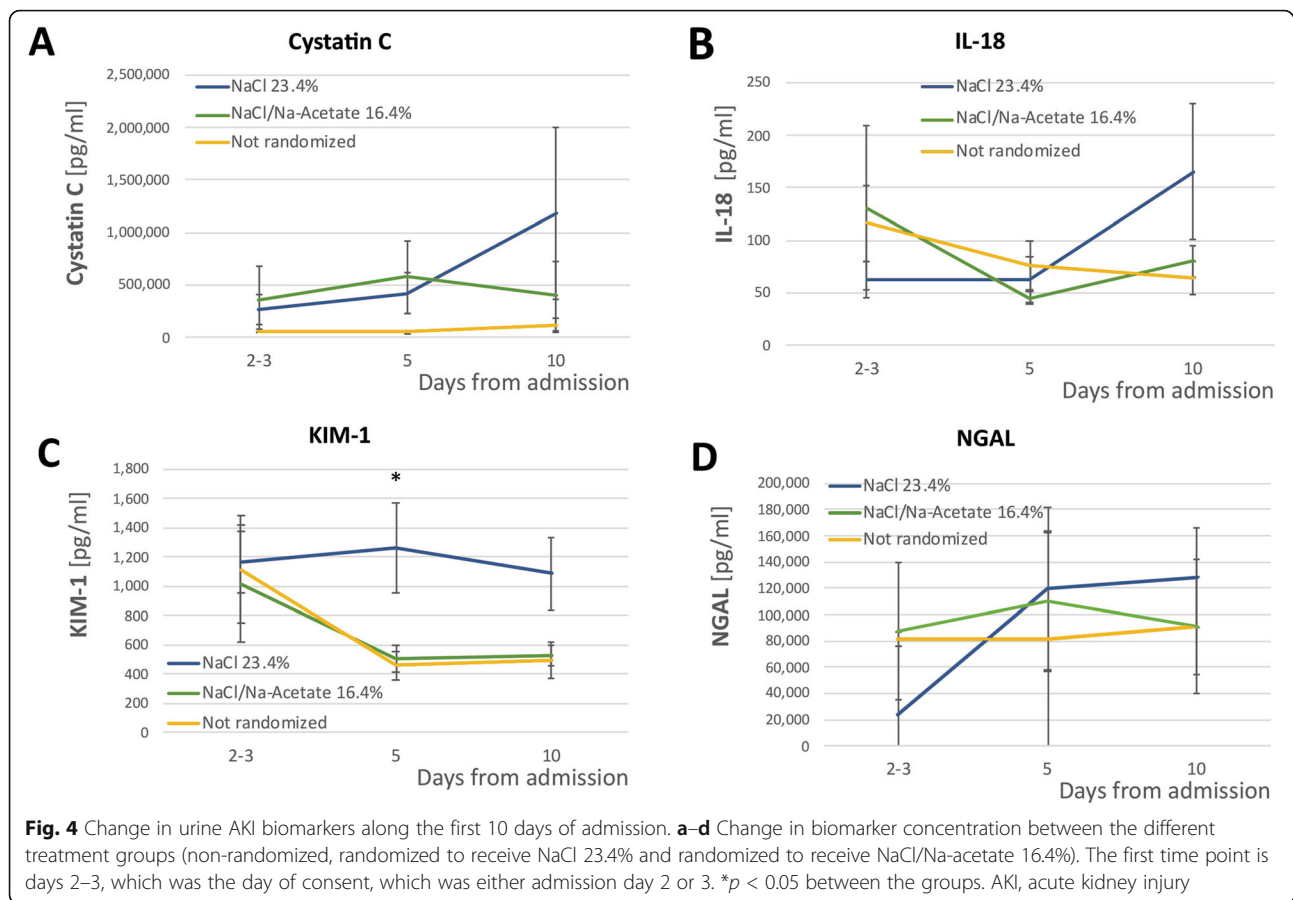 A
Cystatin C
2,500,000
2,000,000
1,500,000
1,000,000
500,000
0
Cystatin C [pg/ml]
NaCl 23.4%
NaCl/Na-Acetate 16.4%
Not randomized
2-3
5
10
Days from admission
B
IL-18
250
200
150
100
50
0
IL-18 [pg/ml]
NaCl 23.4%
NaCl/Na-Acetate 16.4%
Not randomized
2-3
5
10
Days from admission
C
KIM-1
1,800
1,600
1,400
1,200
1,000
800
600
400
200
0
KIM-1 [pg/ml]
*
NaCl 23.4%
NaCl/Na-Acetate 16.4%
Not randomized
2-3
5
10
Days from admission
D
NGAL
200,000
180,000
160,000
140,000
120,000
100,000
80,000
60,000
40,000
20,000
0
NGAL [pg/ml]
NaCl 23.4%
NaCl/Na-Acetate 16.4%
Not randomized
2-3
5
10
Days from admission
Fig. 4 Change in urine AKI biomarkers along the first 10 days of admission. a–d Change in biomarker concentration between the different
treatment groups (non-randomized, randomized to receive NaCl 23.4% and randomized to receive NaCl/Na-acetate 16.4%). The first time point is
days 2–3, which was the day of consent, which was either admission day 2 or 3. *p < 0.05 between the groups. AKI, acute kidney injury